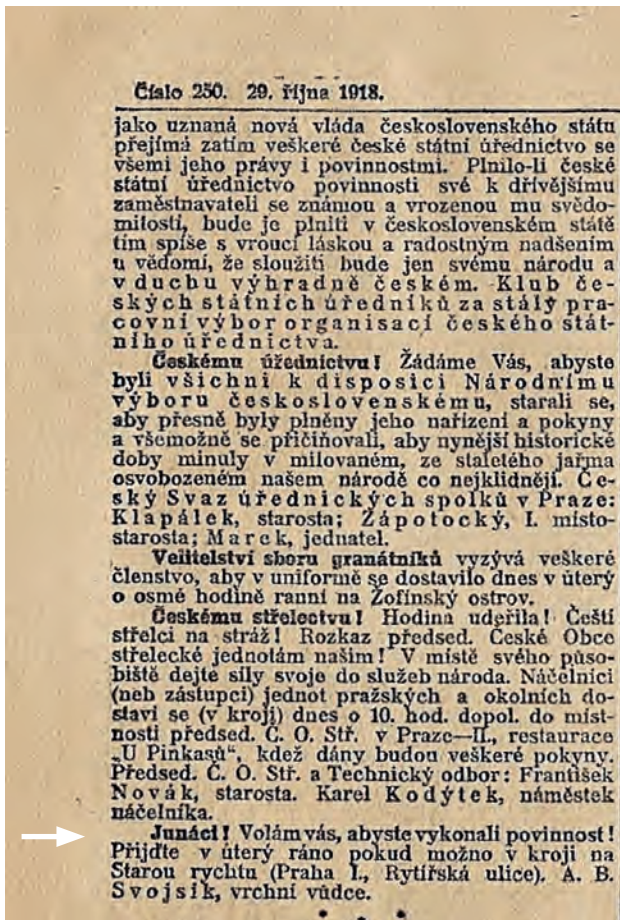 Číslo 250. 29. října 1918.
jako uznaná nová vláda československého státu
přejímá zatím veškeré české státní úřednictvo se
všemi jeho právy i povinnostmi. Plnilo-li české
státní úřednictvo povinnosti své k dřívějšímu
zaměstnavateli se známou a vrozenou mu svědo-
mitostí, bude je plniti v československém státě
tím spíše s vroucí láskou a radostným nadšením
u vědomí, že sloužiti bude jen svému národu a
v duchu výhradně českém. Klub če-
ských státních úředníků za stálý pra-
covní výbor organisací českého stát-
ního úřednictva.
Českému úřednictvu! Žádáme Vás, abyste
byli všichni k disposici Národnímu
výboru československému, starali se,
aby přesně byly plněny jeho nařízení a pokyny
a všemožně se přičiňovali, aby nynější historické
doby minuly v milovaném, ze staletého jařma
osvobozeném našem národě co nejklidněji. Če-
ský Svaz úřednických spolků v Praze:
Klapálek, starosta; Zápotocký, I. místo-
starosta; Marek, jednatel.
Velitelství sboru granátníků vyzývá veškeré
členstvo, aby v uniformě se dostavilo dnes v úterý
o osmé hodině ranní na Žofínský ostrov.
Českému střelectvu! Hodina udeřila! Čeští
střelci na stráž! Rozkaz předsed. České Obce
střelecké jednotám našim! V místě svého půso-
biště dejte síly svoje do služeb národa. Náčelníci
(neb zástupci) jednot pražských a okolních do-
staví se (v kroji) dnes o 10. hod. dopol. do míst-
nosti předsed. Č. O. Stř. v Praze—II., restaurace
„U Pinkasů“, kdež dány budou veškeré pokyny.
Předsed. Č. O. Stř. a Technický odbor: František
Novák, starosta. Karel Kodýtek, náměstek
náčelníka.
Junáci! Volám vás, abyste vykonali povinnost!
Přijďte v úterý ráno pokud možno v kroji na
Starou rychtu (Praha I., Rytířská ulice). A. B.
Svojsík, vrchní vůdce.